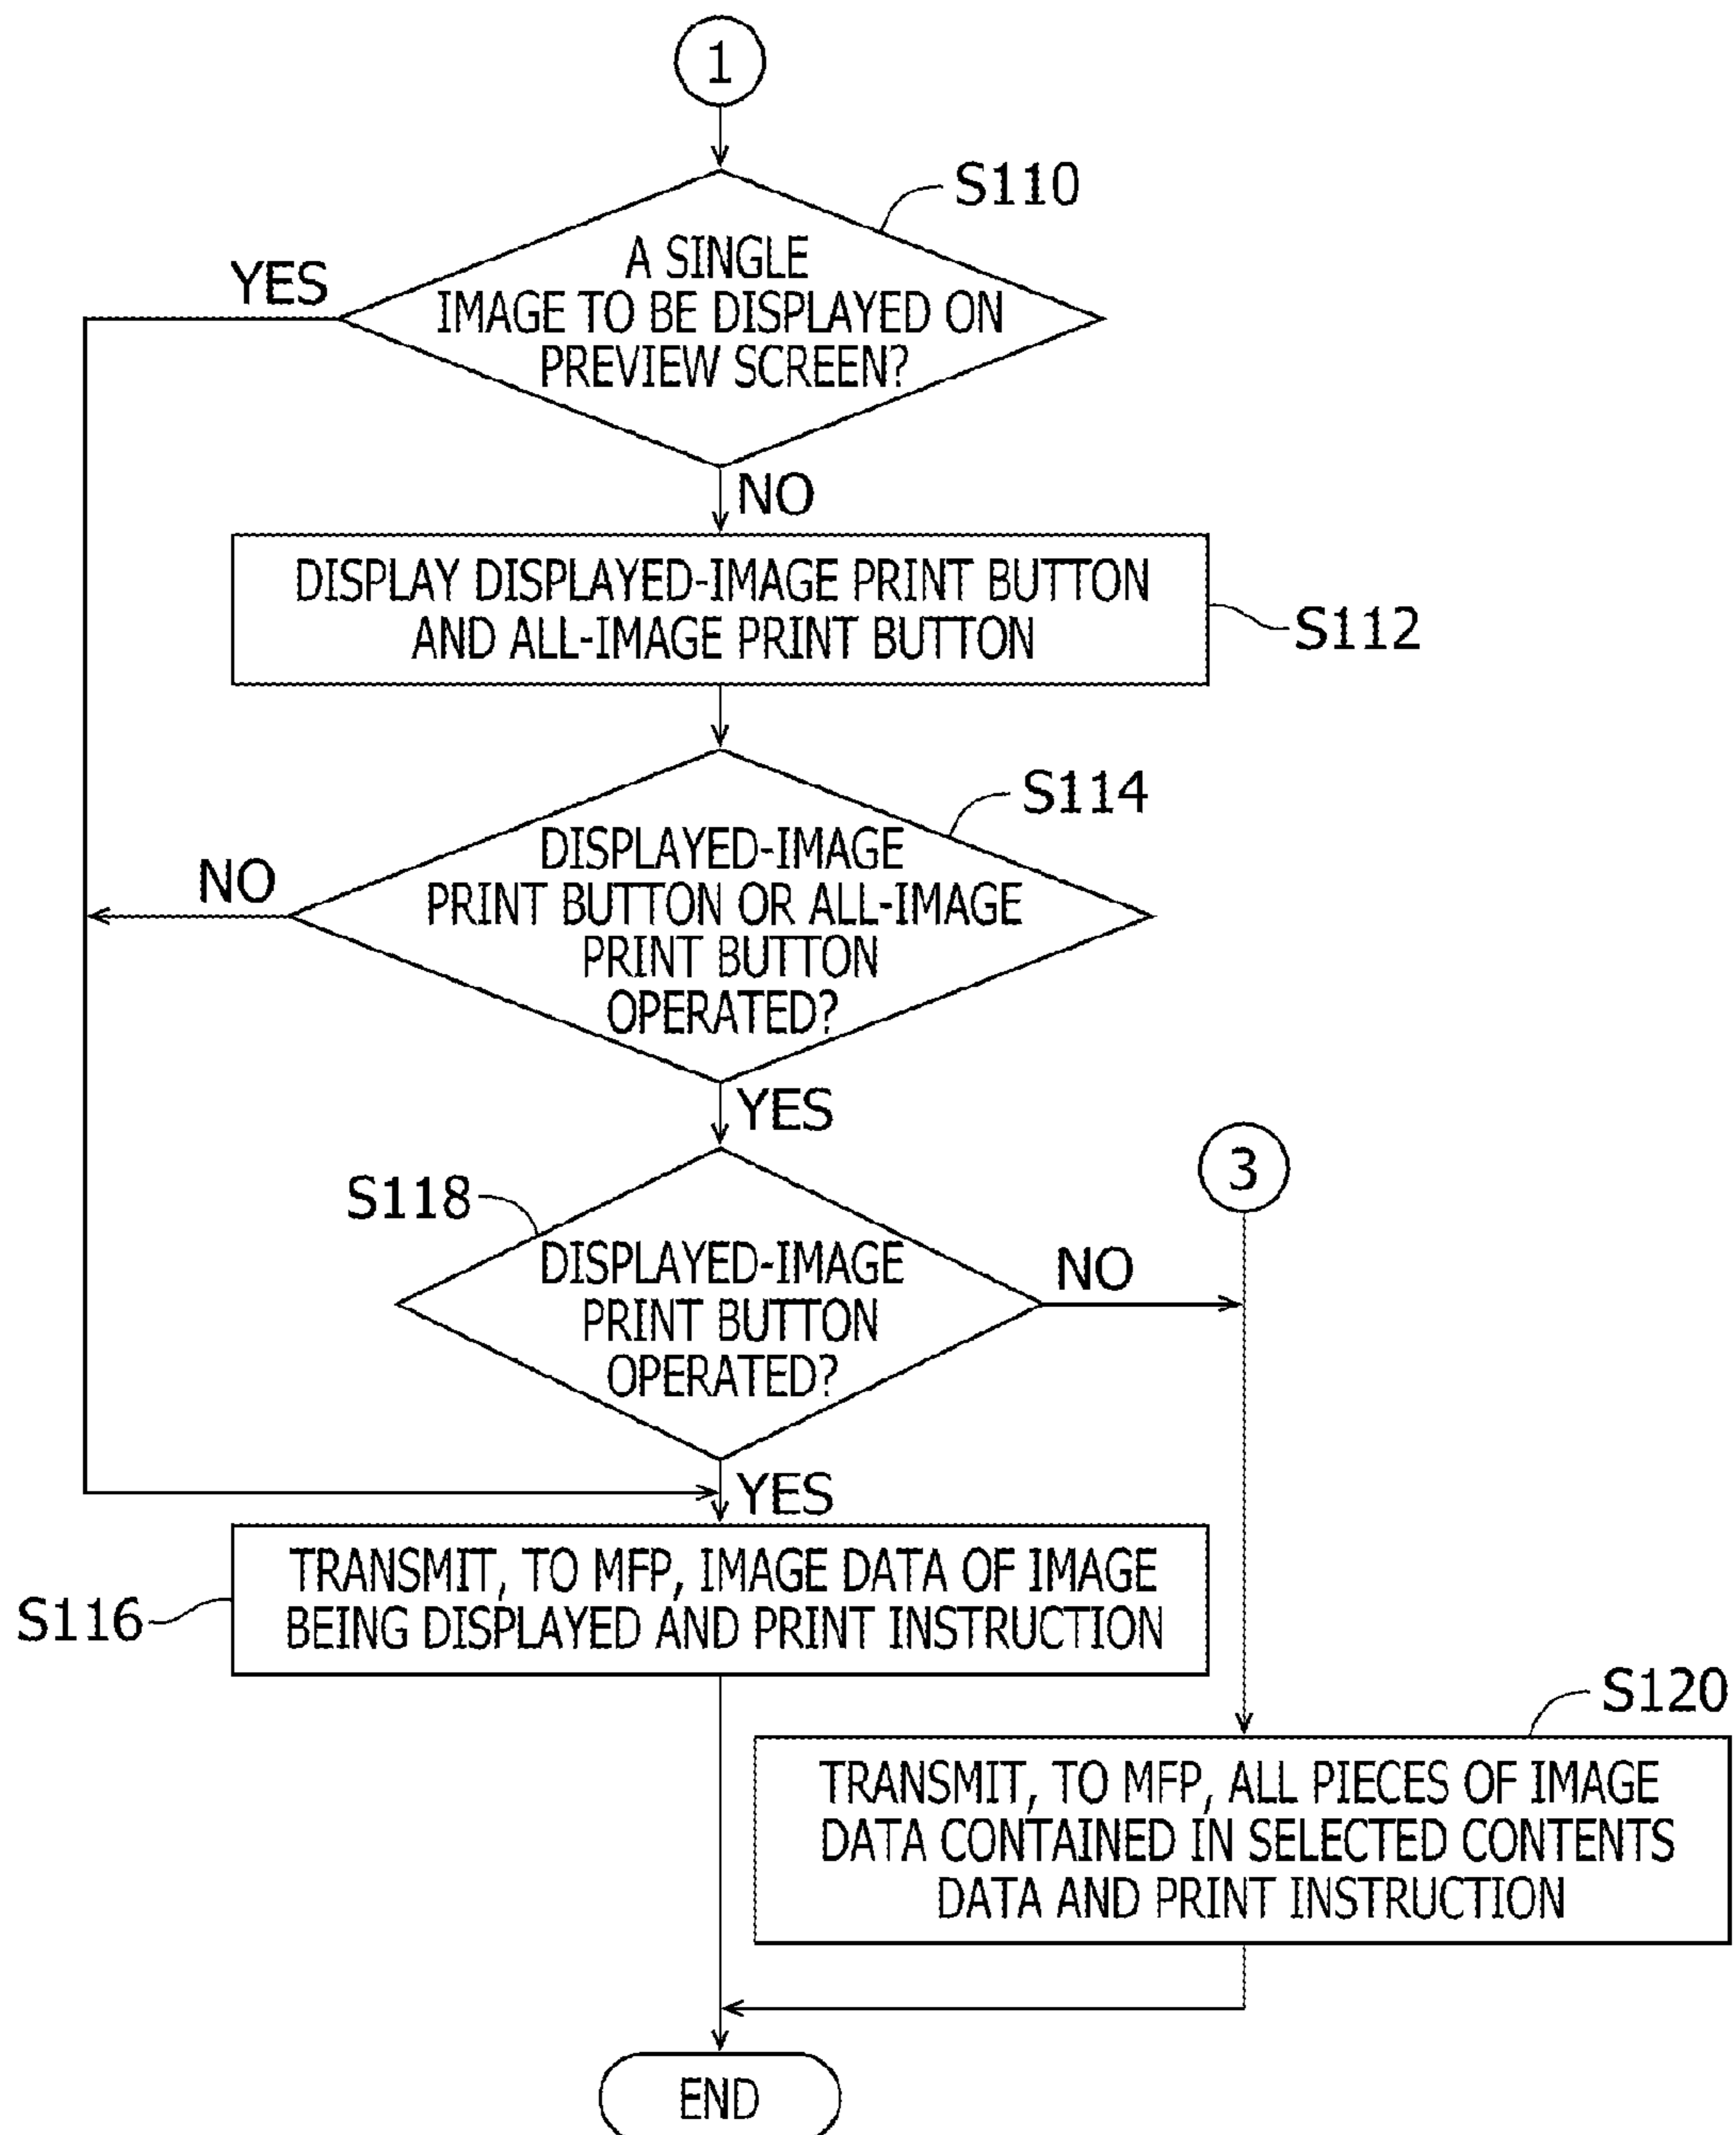 1
S110
A SINGLE
IMAGE TO BE DISPLAYED ON
PREVIEW SCREEN?
YES
NO
DISPLAY DISPLAYED-IMAGE PRINT BUTTON
AND ALL-IMAGE PRINT BUTTON
S112
S114
DISPLAYED-IMAGE
PRINT BUTTON OR ALL-IMAGE
PRINT BUTTON
OPERATED?
NO
YES
3
S118
DISPLAYED-IMAGE
PRINT BUTTON
OPERATED?
NO
YES
TRANSMIT, TO MFP, IMAGE DATA OF IMAGE
BEING DISPLAYED AND PRINT INSTRUCTION
S116
S120
TRANSMIT, TO MFP, ALL PIECES OF IMAGE
DATA CONTAINED IN SELECTED CONTENTS
DATA AND PRINT INSTRUCTION
END